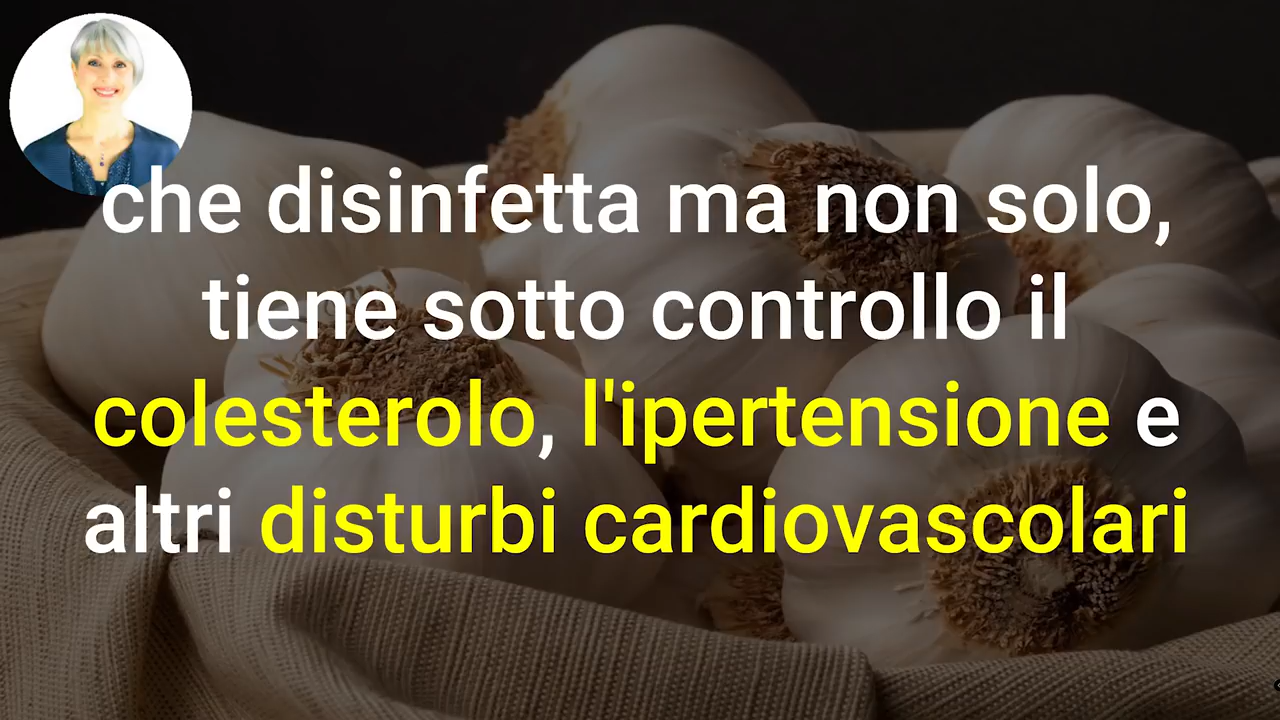 che disinfetta ma non solo,
tiene sotto controllo il
colesterolo, l'ipertensione e
altri disturbi cardiovascolari